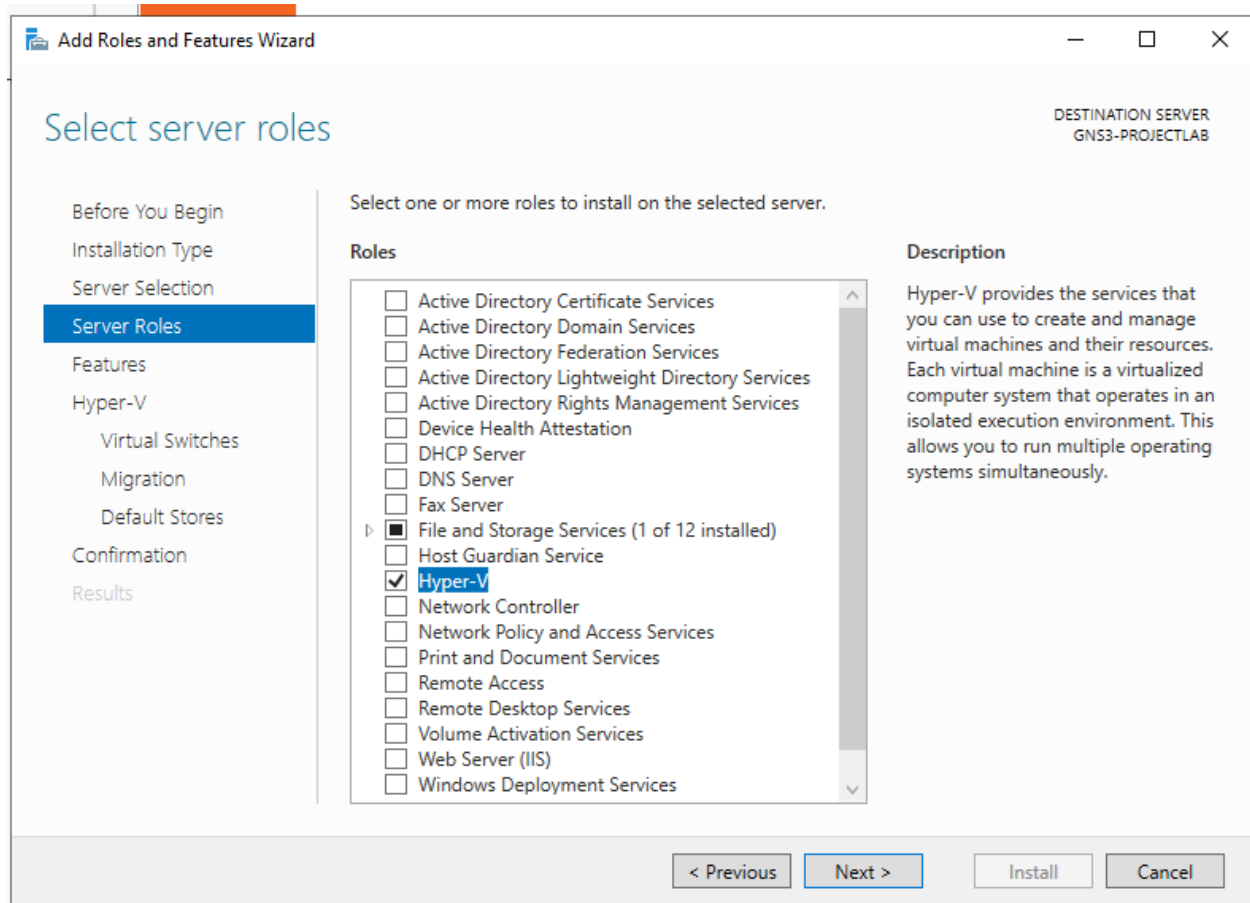 Add Roles and Features Wizard
Select server roles
DESTINATION SERVER
GNS3-PROJECTLAB
Before You Begin
Installation Type
Server Selection
Server Roles
Features
Hyper-V
Virtual Switches
Migration
Default Stores
Confirmation
Results
Select one or more roles to install on the selected server.
Roles
Active Directory Certificate Services
Active Directory Domain Services
Active Directory Federation Services
Active Directory Lightweight Directory Services
Active Directory Rights Management Services
Device Health Attestation
DHCP Server
DNS Server
Fax Server
File and Storage Services (1 of 12 installed)
Host Guardian Service
Hyper-V
Network Controller
Network Policy and Access Services
Print and Document Services
Remote Access
Remote Desktop Services
Volume Activation Services
Web Server (IIS)
Windows Deployment Services
Description
Hyper-V provides the services that
you can use to create and manage
virtual machines and their resources.
Each virtual machine is a virtualized
computer system that operates in an
isolated execution environment. This
allows you to run multiple operating
systems simultaneously.
< Previous
Next >
Install
Cancel